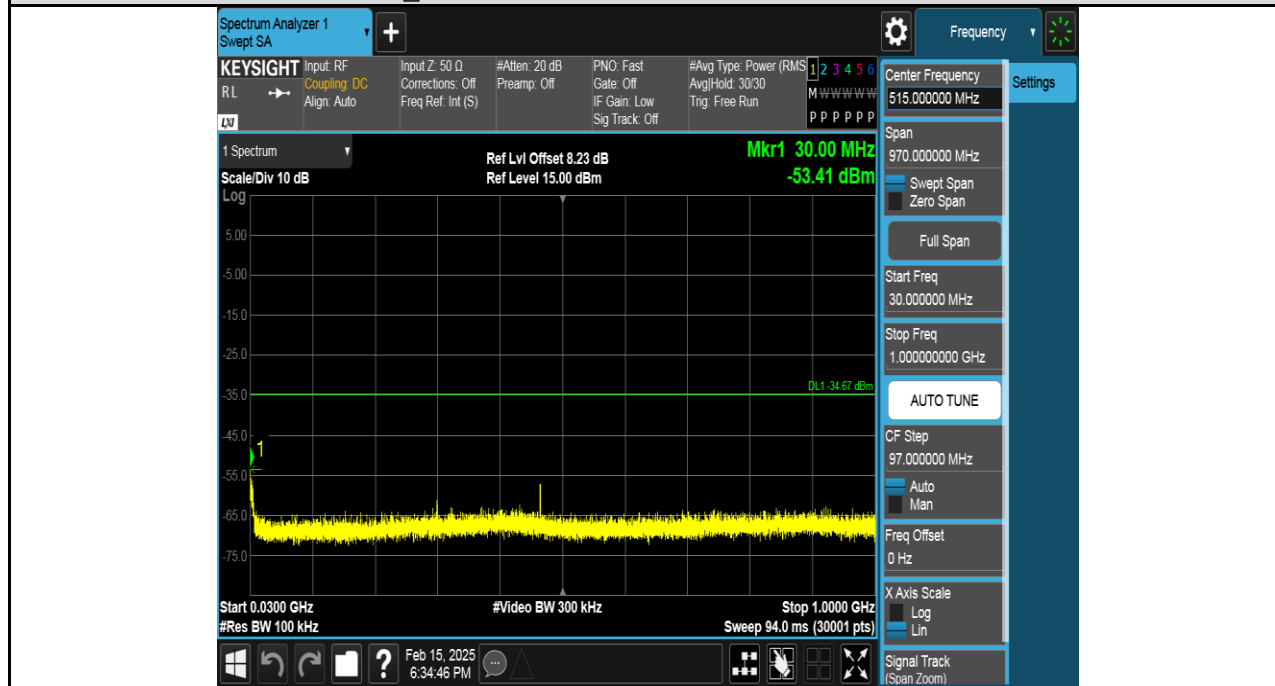 Spectrum Analyzer 1
Swept SA
+
Frequency
KEYSIGHT
RL
LXI
Input: RF
Coupling: DC
Align: Auto
Input Z: 50 Ω
Corrections: Off
Freq Ref: Int (S)
#Atten: 20 dB
Preamp: Off
PNO: Fast
Gate: Off
IF Gain: Low
Sig Track: Off
#Avg Type: Power (RMS
Avg|Hold: 30/30
Trig: Free Run
1 2 3 4 5 6
M W W W W W
P P P P P P
1 Spectrum
Scale/Div 10 dB
Ref Lvl Offset 8.23 dB
Ref Level 15.00 dBm
Mkr1 30.00 MHz
-53.41 dBm
Log
5.00
-5.00
-15.0
-25.0
-35.0
DL1 -34.67 dBm
-45.0
1
-55.0
-65.0
-75.0
Start 0.0300 GHz
#Video BW 300 kHz
Stop 1.0000 GHz
#Res BW 100 kHz
Sweep 94.0 ms (30001 pts)
?
Feb 15, 2025
6:34:46 PM
Center Frequency
515.000000 MHz
Settings
Span
970.000000 MHz
Swept Span
Zero Span
Full Span
Start Freq
30.000000 MHz
Stop Freq
1.000000000 GHz
AUTO TUNE
CF Step
97.000000 MHz
Auto
Man
Freq Offset
0 Hz
X Axis Scale
Log
Lin
Signal Track
(Span Zoom)